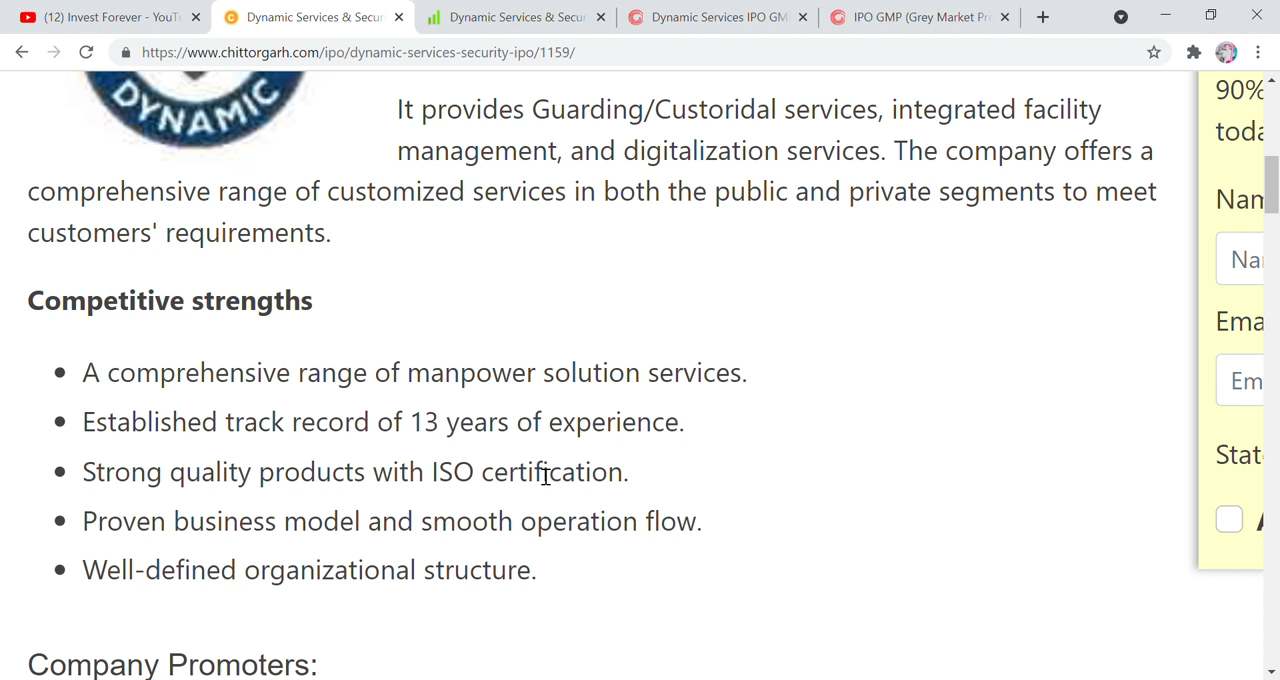 (12) Invest Forever - YouT
Dynamic Services & Secur
Dynamic Services & Secur
Dynamic Services IPO GM
IPO GMP (Grey Market Pr
https://www.chittorgarh.com/ipo/dynamic-services-security-ipo/1159/
DYNAMIC
It provides Guarding/Custoridal services, integrated facility
management, and digitalization services. The company offers a
comprehensive range of customized services in both the public and private segments to meet
customers' requirements.
Competitive strengths
• A comprehensive range of manpower solution services.
• Established track record of 13 years of experience.
• Strong quality products with ISO certification.
• Proven business model and smooth operation flow.
• Well-defined organizational structure.
Company Promoters:
90%
toda
Nam
Na
Ema
Em
Stat